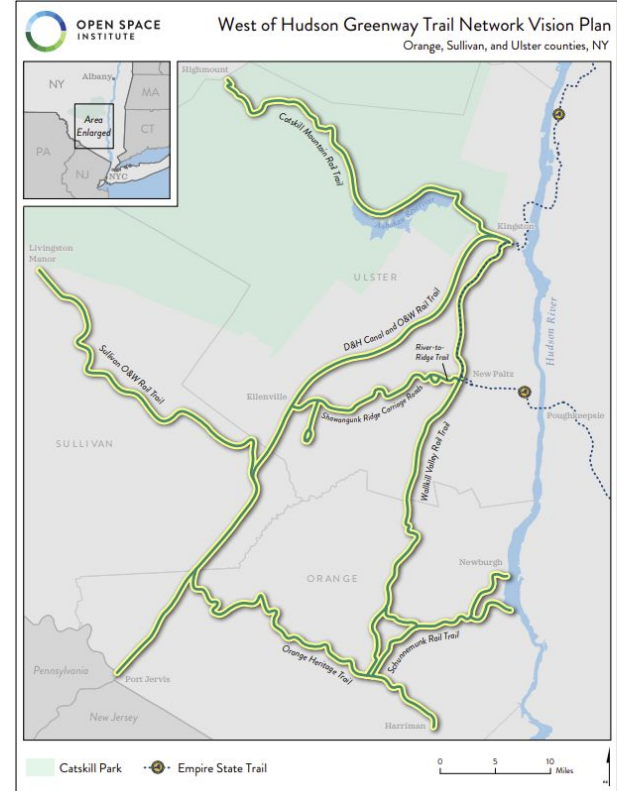 OPEN SPACE
INSTITUTE
West of Hudson Greenway Trail Network Vision Plan
Orange, Sullivan, and Ulster counties, NY
NY
Albany
MA
Area
Enlarged
CT
PA
NJ
NYC
Highmount
Catskill Mountain Rail Trail
Kingston
Livingston
Manor
ULSTER
Hudson River
D&H Canal and O&W Rail Trail
Sullivan O&W Rail Trail
River-to-
Ridge Trail
New Paltz
Ellenville
Shawangunk Ridge Carriage Roads
Poughkeepsie
SULLIVAN
Wallkill Valley Rail Trail
Newburgh
ORANGE
Schunnemunk Rail Trail
Orange Heritage Trail
Pennsylvania
Port Jervis
New Jersey
Harriman
Catskill Park
Empire State Trail
0 5 10
Miles